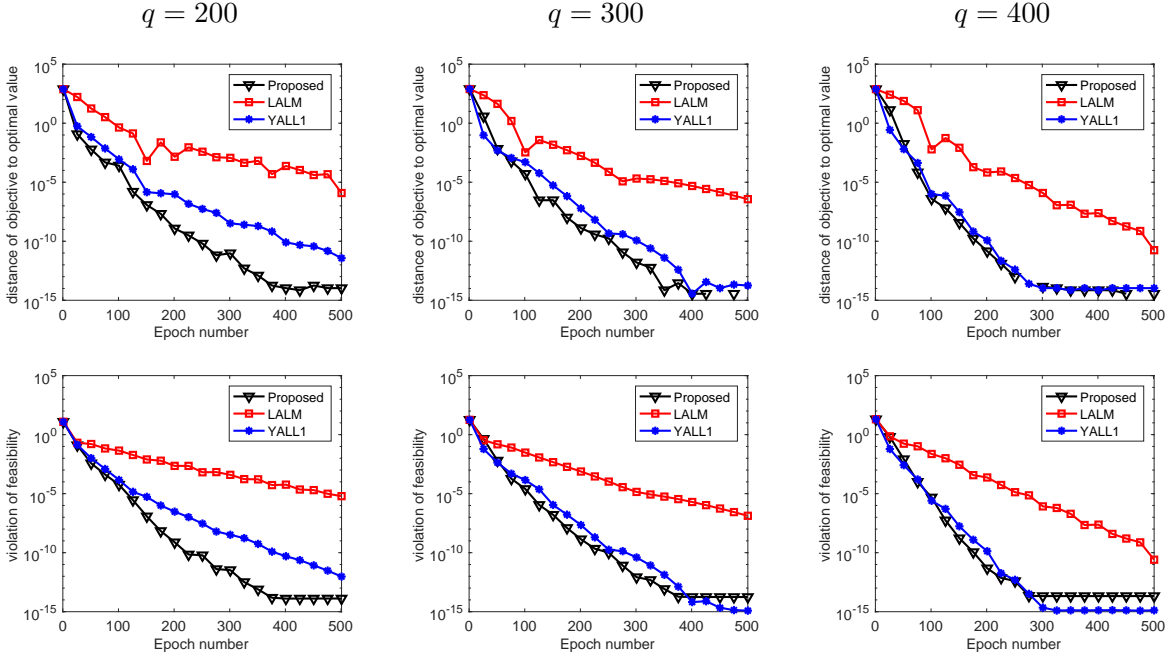 q = 200
q = 300
q = 400
distance of objective to optimal value
10^5
10^0
10^-5
10^-10
10^-15
Proposed
LALM
YALL1
0 100 200 300 400 500
Epoch number
distance of objective to optimal value
10^5
10^0
10^-5
10^-10
10^-15
Proposed
LALM
YALL1
0 100 200 300 400 500
Epoch number
distance of objective to optimal value
10^5
10^0
10^-5
10^-10
10^-15
Proposed
LALM
YALL1
0 100 200 300 400 500
Epoch number
violation of feasibility
10^5
10^0
10^-5
10^-10
10^-15
Proposed
LALM
YALL1
0 100 200 300 400 500
Epoch number
violation of feasibility
10^5
10^0
10^-5
10^-10
10^-15
Proposed
LALM
YALL1
0 100 200 300 400 500
Epoch number
violation of feasibility
10^5
10^0
10^-5
10^-10
10^-15
Proposed
LALM
YALL1
0 100 200 300 400 500
Epoch number